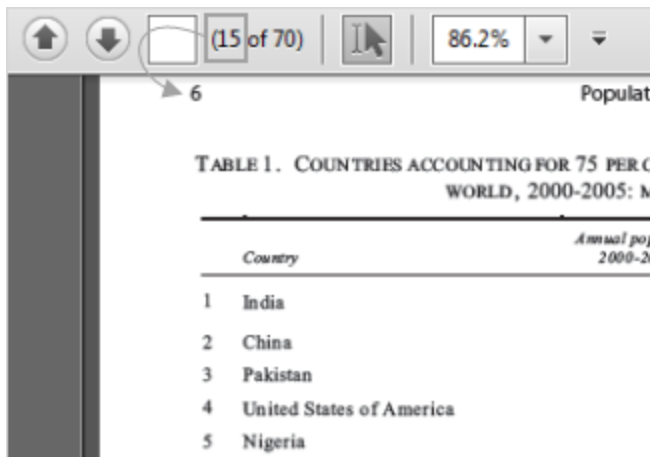 (15 of 70) 86.2%
6 Populat
TABLE 1. COUNTRIES ACCOUNTING FOR 75 PER C
WORLD, 2000-2005: M
Annual pop
Country 2000-20
1 India
2 China
3 Pakistan
4 United States of America
5 Nigeria